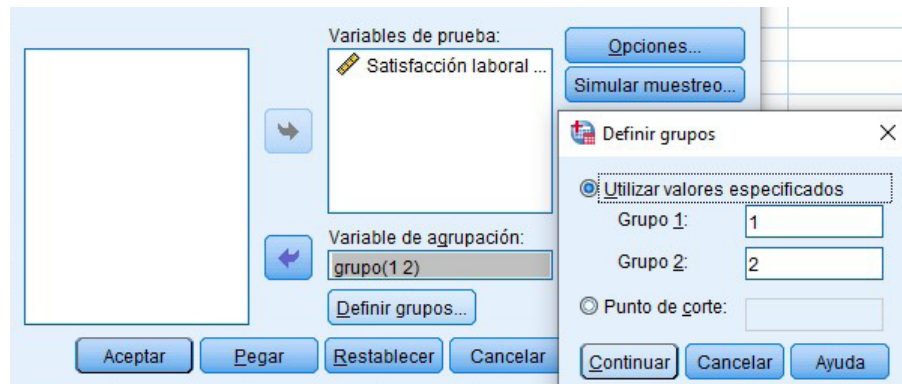 Variables de prueba:
Satisfacción laboral ...
Opciones...
Simular muestreo...
Variable de agrupación:
grupo(1 2)
Definir grupos...
Aceptar
Pegar
Restablecer
Cancelar
Definir grupos
Utilizar valores especificados
Grupo 1:
1
Grupo 2:
2
Punto de corte:
Continuar
Cancelar
Ayuda